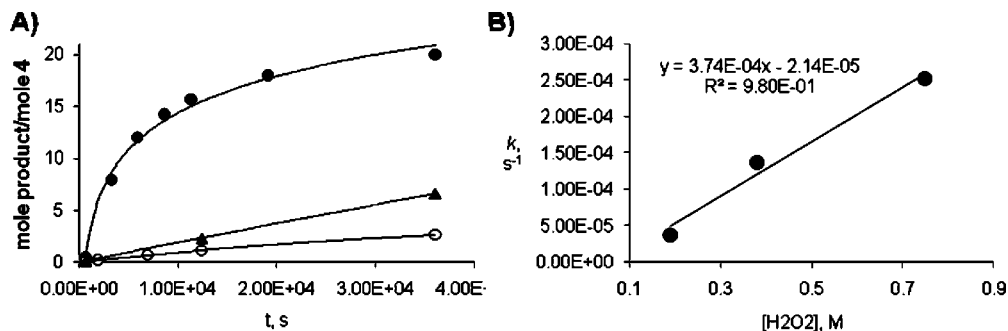 A)
mole product/mole 4
20
15
10
5
0
0.00E+00 1.00E+04 2.00E+04 3.00E+04 4.00E-
t, s
B)
k,
s-1
3.00E-04
2.50E-04
2.00E-04
1.50E-04
1.00E-04
5.00E-05
0.00E+00
y = 3.74E-04x - 2.14E-05
R² = 9.80E-01
0.1 0.3 0.5 0.7 0.9
[H2O2], M